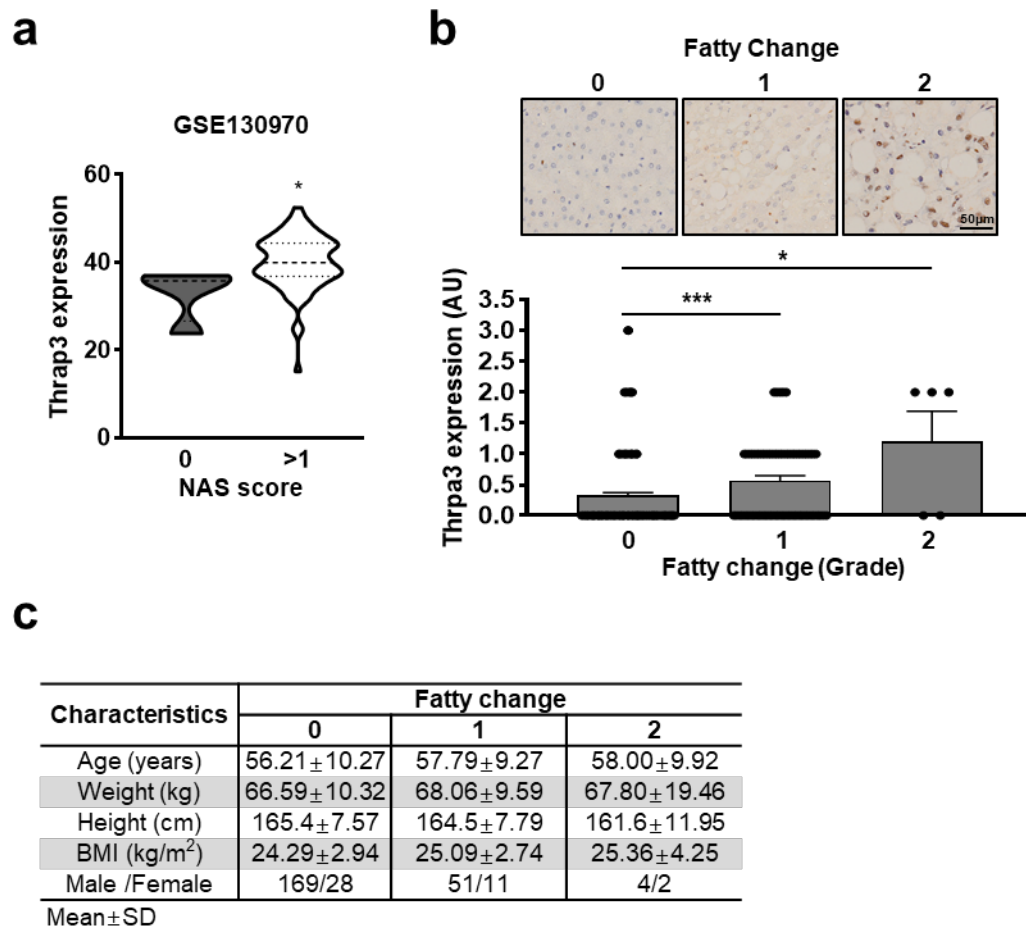 a
GSE130970
*
60
40
20
0
Thrap3 expression
0 >1
NAS score
b
Fatty Change
0 1 2
50µm
*
***
3.5
3.0
2.5
2.0
1.5
1.0
0.5
0.0
Thrpa3 expression (AU)
0 1 2
Fatty change (Grade)
c
Characteristics Fatty change
0 1 2
Age (years) 56.21±10.27 57.79±9.27 58.00±9.92
Weight (kg) 66.59±10.32 68.06±9.59 67.80±19.46
Height (cm) 165.4±7.57 164.5±7.79 161.6±11.95
BMI (kg/m²) 24.29±2.94 25.09±2.74 25.36±4.25
Male /Female 169/28 51/11 4/2
Mean±SD